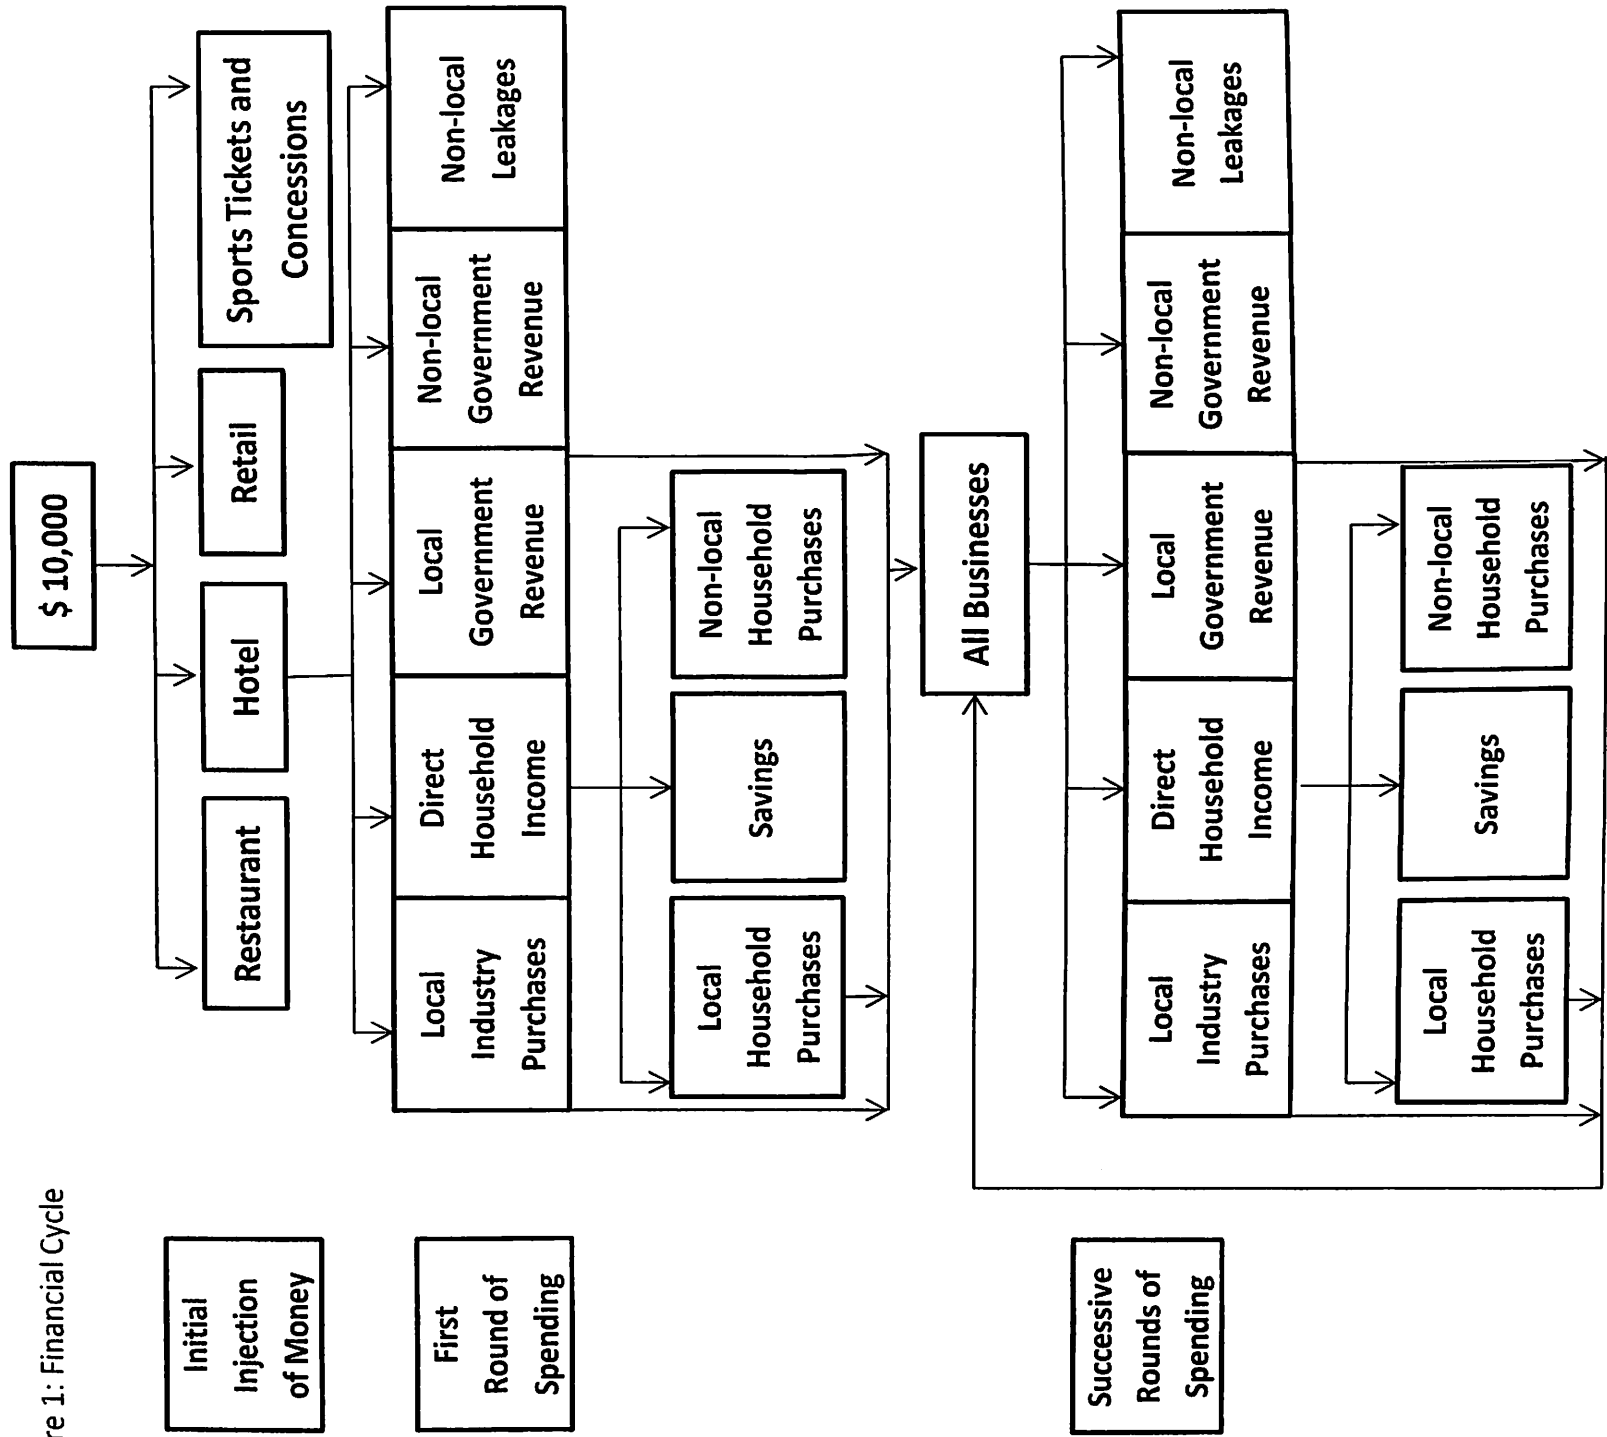 re 1: Financial Cycle
$ 10,000
Initial
Injection
of Money
Restaurant
Hotel
Retail
Sports Tickets and
Concessions
First
Round of
Spending
Local
Industry
Purchases
Direct
Household
Income
Local
Government
Revenue
Non-local
Government
Revenue
Non-local
Leakages
Local
Household
Purchases
Savings
Non-local
Household
Purchases
All Businesses
Successive
Rounds of
Spending
Local
Industry
Purchases
Direct
Household
Income
Local
Government
Revenue
Non-local
Government
Revenue
Non-local
Leakages
Local
Household
Purchases
Savings
Non-local
Household
Purchases